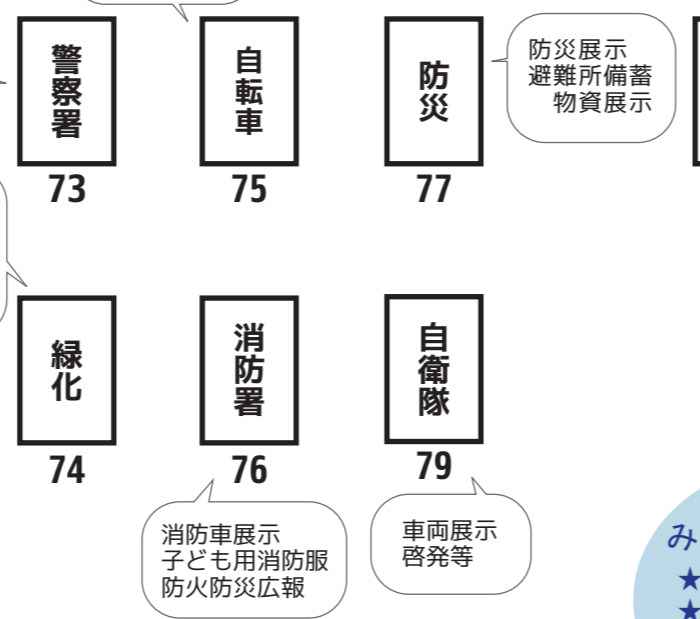 警察署
73
自転車
75
防災
77
防災展示
避難所備蓄
物資展示
緑化
74
消防署
76
自衛隊
79
消防車展示
子ども用消防服
防火防災広報
車両展示
啓発等
み
★
★